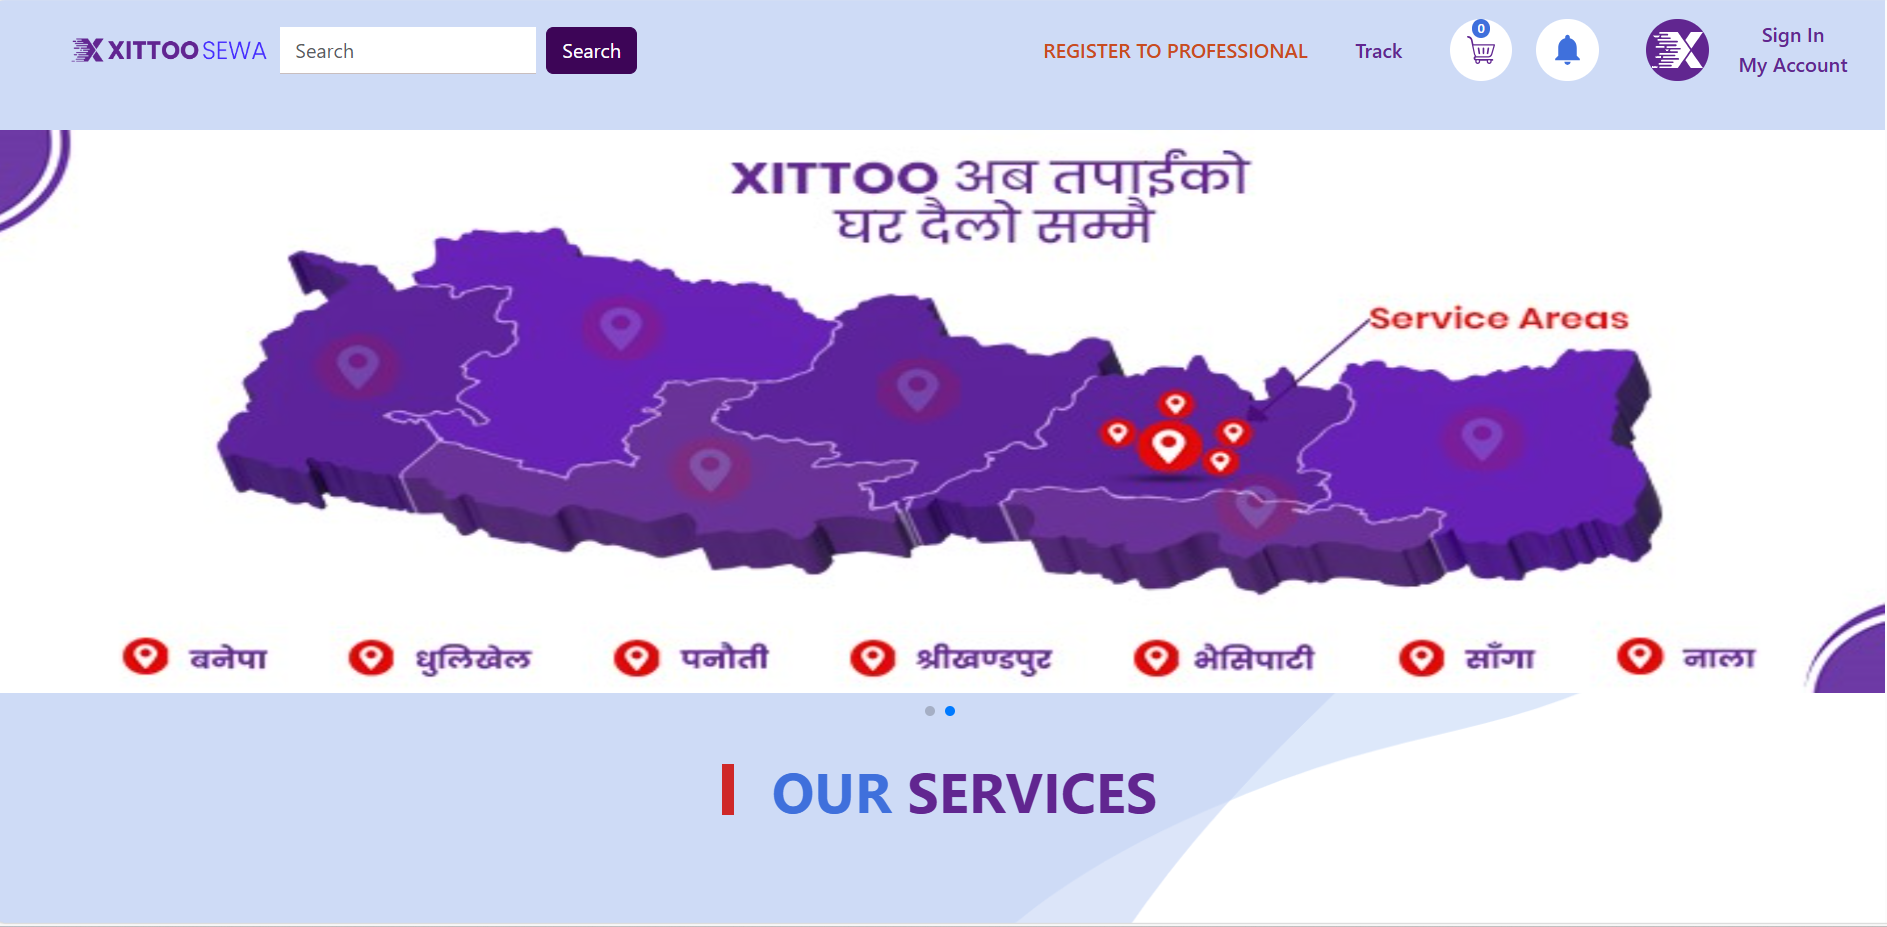 XITTOO SEWA
Search
Search
REGISTER TO PROFESSIONAL
Track
0
Sign In
My Account
XITTOO अब तपाईको
घर दैलो सम्मै
Service Areas
बनेपा
धुलिखेल
पनौती
श्रीखण्डपुर
भैसिपाटी
साँगा
नाला
OUR SERVICES